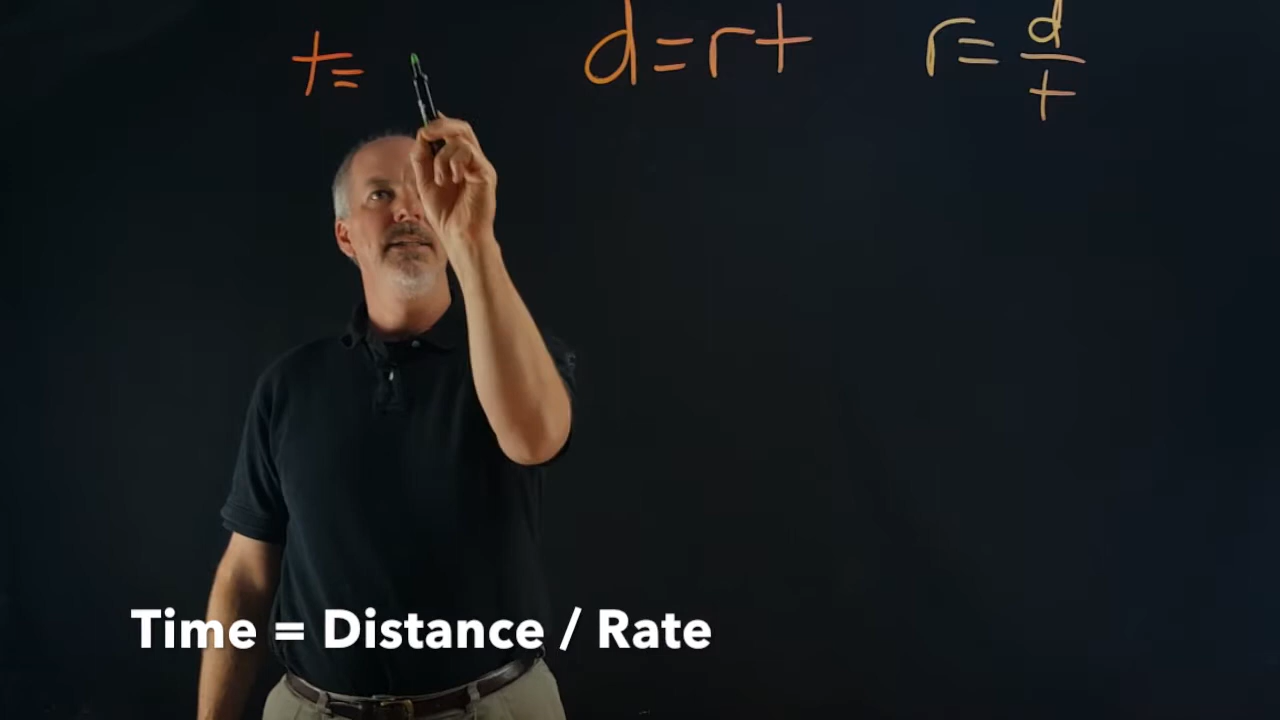 t= d=rt r=d/t
Time = Distance / Rate